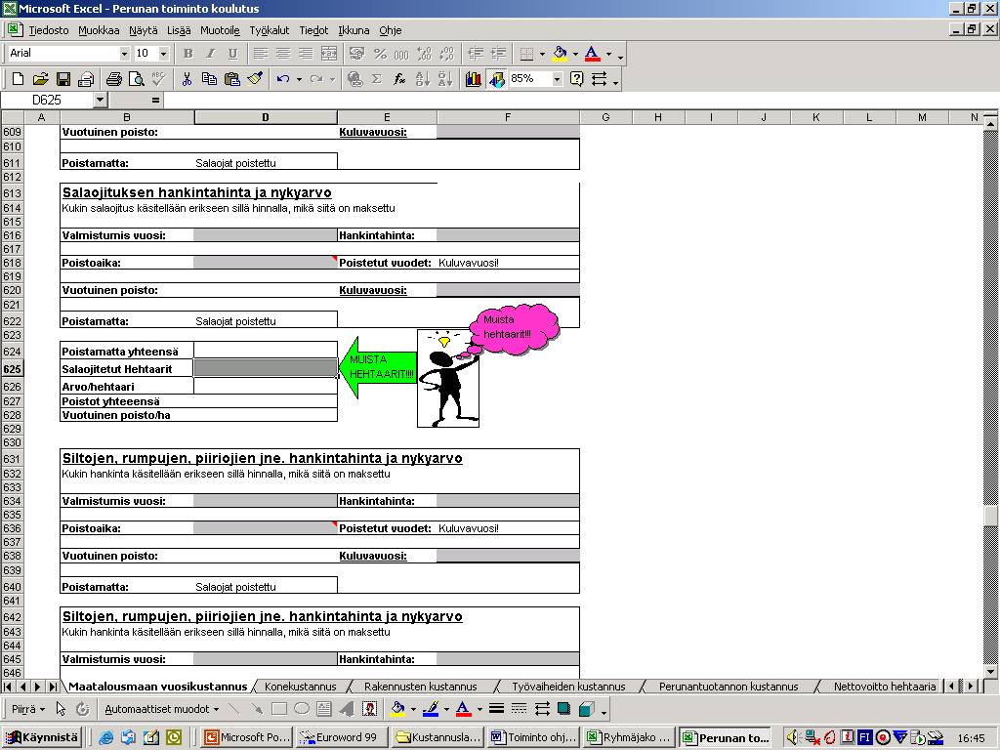 Microsoft Excel - Perunan toiminto koulutus
Tiedosto Muokkaa Näytä Lisää Muotoile Työkalut Tiedot Ikkuna Ohje
Arial 10 B I U % 000
85%
D625 =
A B D E F G H I J K L M N
609 Vuotuinen poisto: Kuluvavuosi:
610
611 Poistamatta: Salaojat poistettu
612
613 Salaojituksen hankintahinta ja nykyarvo
614 Kukin salaojitus käsitellään erikseen sillä hinnalla, mikä siitä on maksettu
615
616 Valmistumis vuosi: Hankintahinta:
617
618 Poistoaika: Poistetut vuodet: Kuluvavuosi!
619
620 Vuotuinen poisto: Kuluvavuosi:
621
622 Poistamatta: Salaojat poistettu
Muista
hehtaarit!!!
623
624 Poistamatta yhteensä
625 Salaojitetut Hehtaarit
MUISTA
HEHTAARIT!!!!
626 Arvo/hehtaari
627 Poistot yhteeensä
628 Vuotuinen poisto/ha
629
630
631 Siltojen, rumpujen, piiriojien jne. hankintahinta ja nykyarvo
632 Kukin hankinta käsitellään erikseen sillä hinnalla, mikä siitä on maksettu
633
634 Valmistumis vuosi: Hankintahinta:
635
636 Poistoaika: Poistetut vuodet: Kuluvavuosi!
637
638 Vuotuinen poisto: Kuluvavuosi:
639
640 Poistamatta: Salaojat poistettu
641
642 Siltojen, rumpujen, piiriojien jne. hankintahinta ja nykyarvo
643 Kukin hankinta käsitellään erikseen sillä hinnalla, mikä siitä on maksettu
644
645 Valmistumis vuosi: Hankintahinta:
646
Maatalousmaan vuosikustannus Konekustannus Rakennusten kustannus Työvaiheiden kustannus Perunantuotannon kustannus Nettovoitto hehtaaria
Piirrä Automaattiset muodot
Käynnistä Microsoft Po... Euroword 99 Kustannusla... Toiminto ohj... Ryhmäjako ... Perunan to... FI 16:45